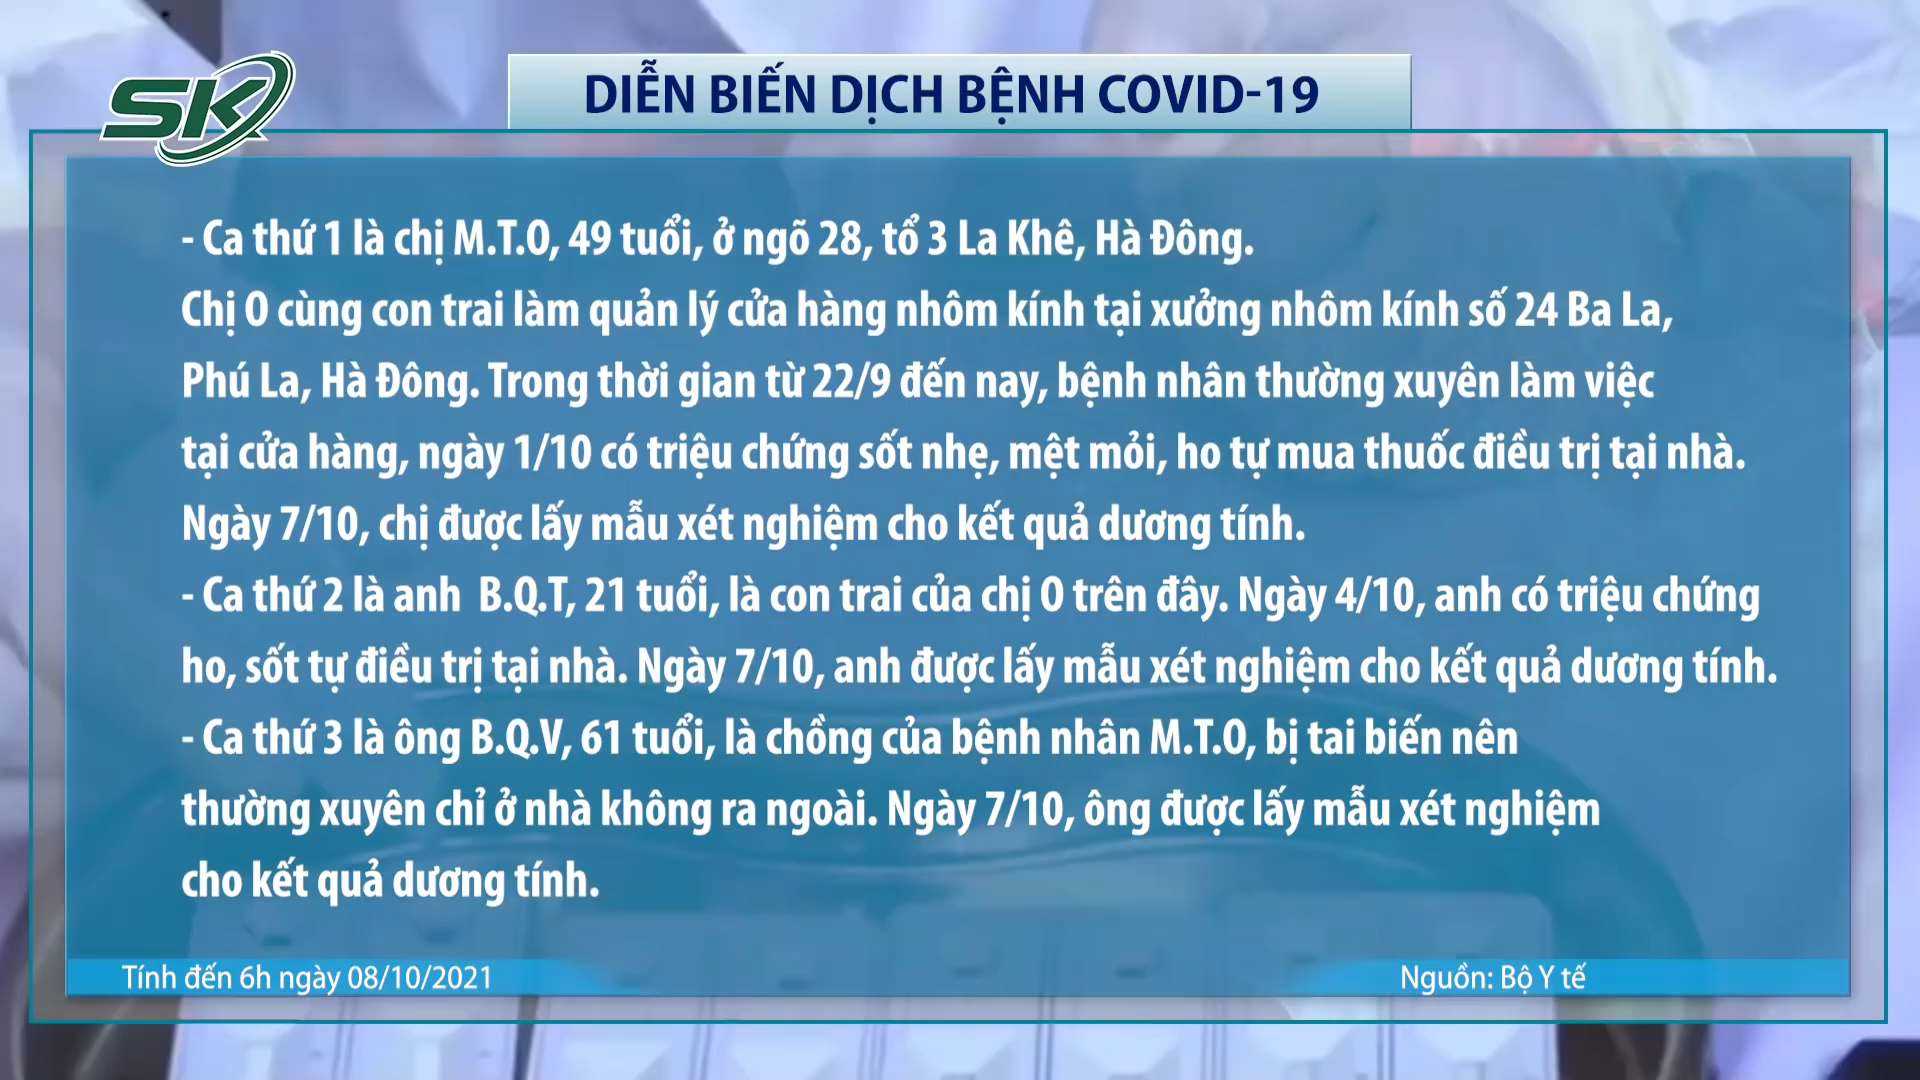 SK
DIỄN BIẾN DỊCH BỆNH COVID-19
- Ca thứ 1 là chị M.T.O, 49 tuổi, ở ngõ 28, tổ 3 La Khê, Hà Đông.
Chị O cùng con trai làm quản lý cửa hàng nhôm kính tại xưởng nhôm kính số 24 Ba La,
Phú La, Hà Đông. Trong thời gian từ 22/9 đến nay, bệnh nhân thường xuyên làm việc
tại cửa hàng, ngày 1/10 có triệu chứng sốt nhẹ, mệt mỏi, ho tự mua thuốc điều trị tại nhà.
Ngày 7/10, chị được lấy mẫu xét nghiệm cho kết quả dương tính.
- Ca thứ 2 là anh  B.Q.T, 21 tuổi, là con trai của chị O trên đây. Ngày 4/10, anh có triệu chứng
ho, sốt tự điều trị tại nhà. Ngày 7/10, anh được lấy mẫu xét nghiệm cho kết quả dương tính.
- Ca thứ 3 là ông B.Q.V, 61 tuổi, là chồng của bệnh nhân M.T.O, bị tai biến nên
thường xuyên chỉ ở nhà không ra ngoài. Ngày 7/10, ông được lấy mẫu xét nghiệm
cho kết quả dương tính.
Tính đến 6h ngày 08/10/2021
Nguồn: Bộ Y tế